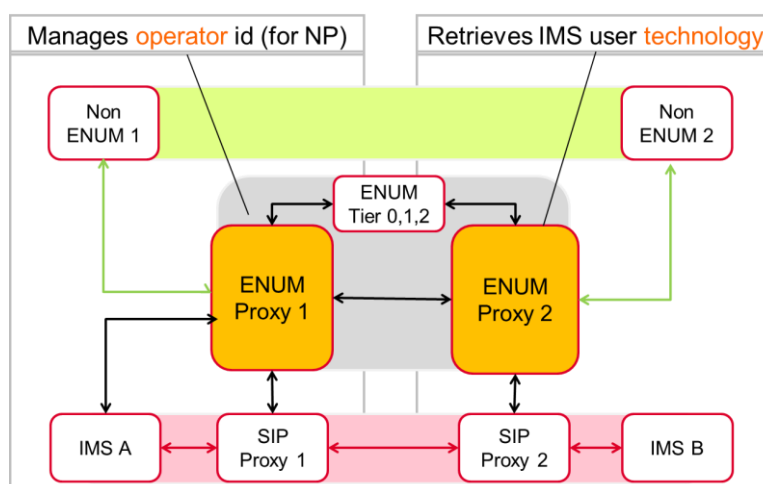 Manages operator id (for NP)
Retrieves IMS user technology
Non
ENUM 1
Non
ENUM 2
ENUM
Tier 0,1,2
ENUM
Proxy 1
ENUM
Proxy 2
IMS A
SIP
Proxy 1
SIP
Proxy 2
IMS B